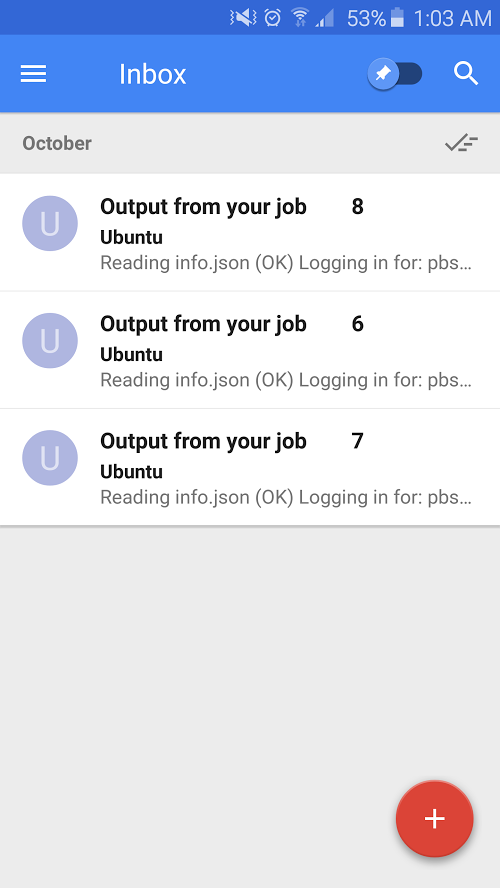 53% 1:03 AM
Inbox
October
U
Output from your job 8
Ubuntu
Reading info.json (OK) Logging in for: pbs...
U
Output from your job 6
Ubuntu
Reading info.json (OK) Logging in for: pbs...
U
Output from your job 7
Ubuntu
Reading info.json (OK) Logging in for: pbs...